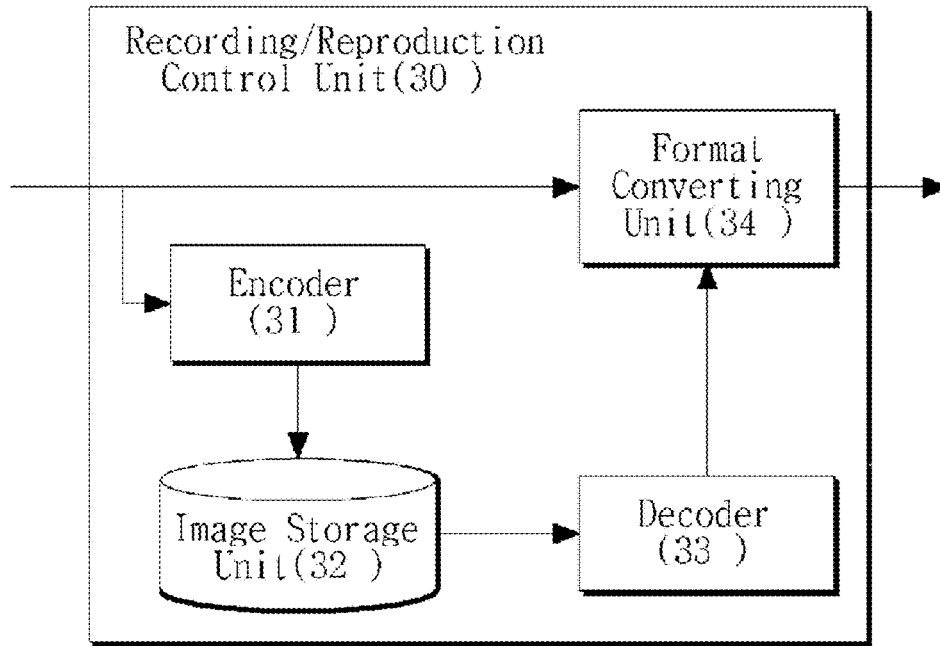 Recording/Reproduction
Control Unit(30 )
Format
Converting
Unit(34 )
Encoder
(31 )
Image Storage
Unit(32 )
Decoder
(33 )